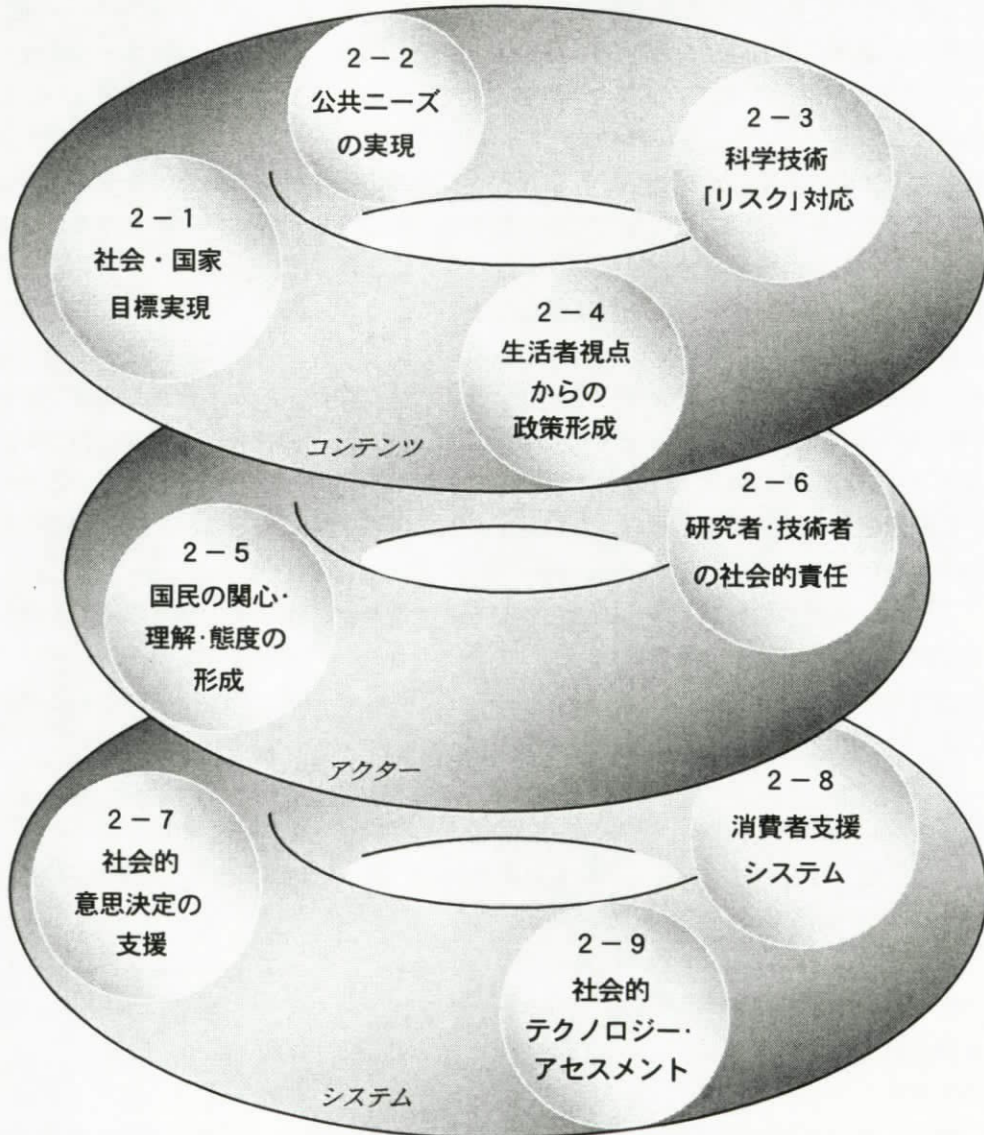 2－1
社会・国家
目標実現
2－2
公共ニーズ
の実現
2－3
科学技術
「リスク」対応
2－4
生活者視点
からの
政策形成
コンテンツ
2－5
国民の関心・
理解・態度の
形成
2－6
研究者・技術者
の社会的責任
アクター
2－7
社会的
意思決定の
支援
2－8
消費者支援
システム
2－9
社会的
テクノロジー・
アセスメント
システム